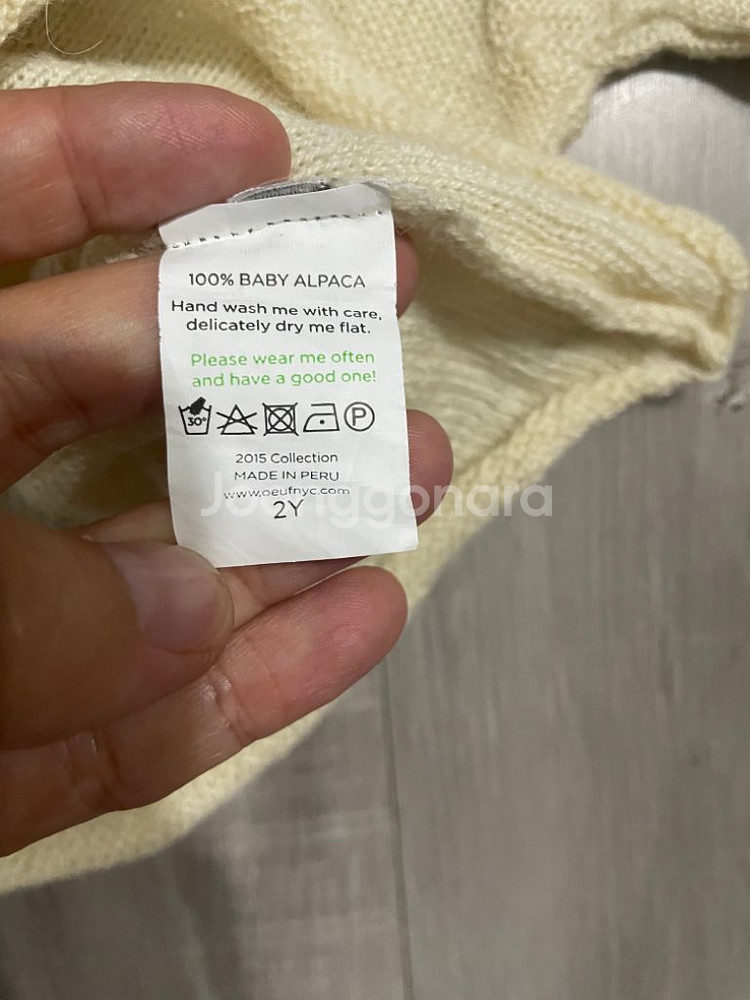 100% BABY ALPACA
Hand wash me with care,
delicately dry me flat.
Please wear me often
and have a good one!
30°
P
2015 Collection
MADE IN PERU
www.oeufnyc.com
Joonggonara
2Y